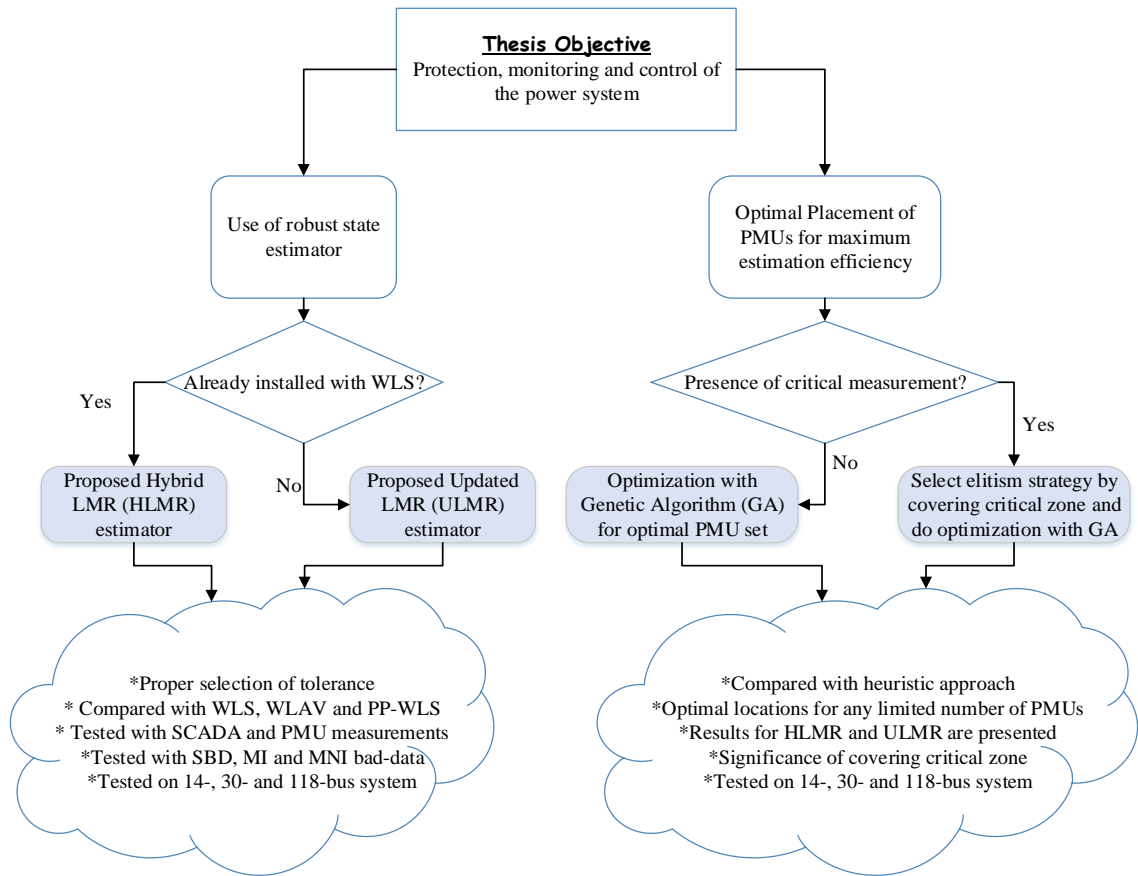 Thesis Objective
Protection, monitoring and control of
the power system
Use of robust state
estimator
Optimal Placement of
PMUs for maximum
estimation efficiency
Already installed with WLS?
Presence of critical measurement?
Yes
No
No
Yes
Proposed Hybrid
LMR (HLMR)
estimator
Proposed Updated
LMR (ULMR)
estimator
Optimization with
Genetic Algorithm (GA)
for optimal PMU set
Select elitism strategy by
covering critical zone and
do optimization with GA
*Proper selection of tolerance
* Compared with WLS, WLAV and PP-WLS
* Tested with SCADA and PMU measurements
*Tested with SBD, MI and MNI bad-data
*Tested on 14-, 30- and 118-bus system
*Compared with heuristic approach
*Optimal locations for any limited number of PMUs
*Results for HLMR and ULMR are presented
*Significance of covering critical zone
*Tested on 14-, 30- and 118-bus system